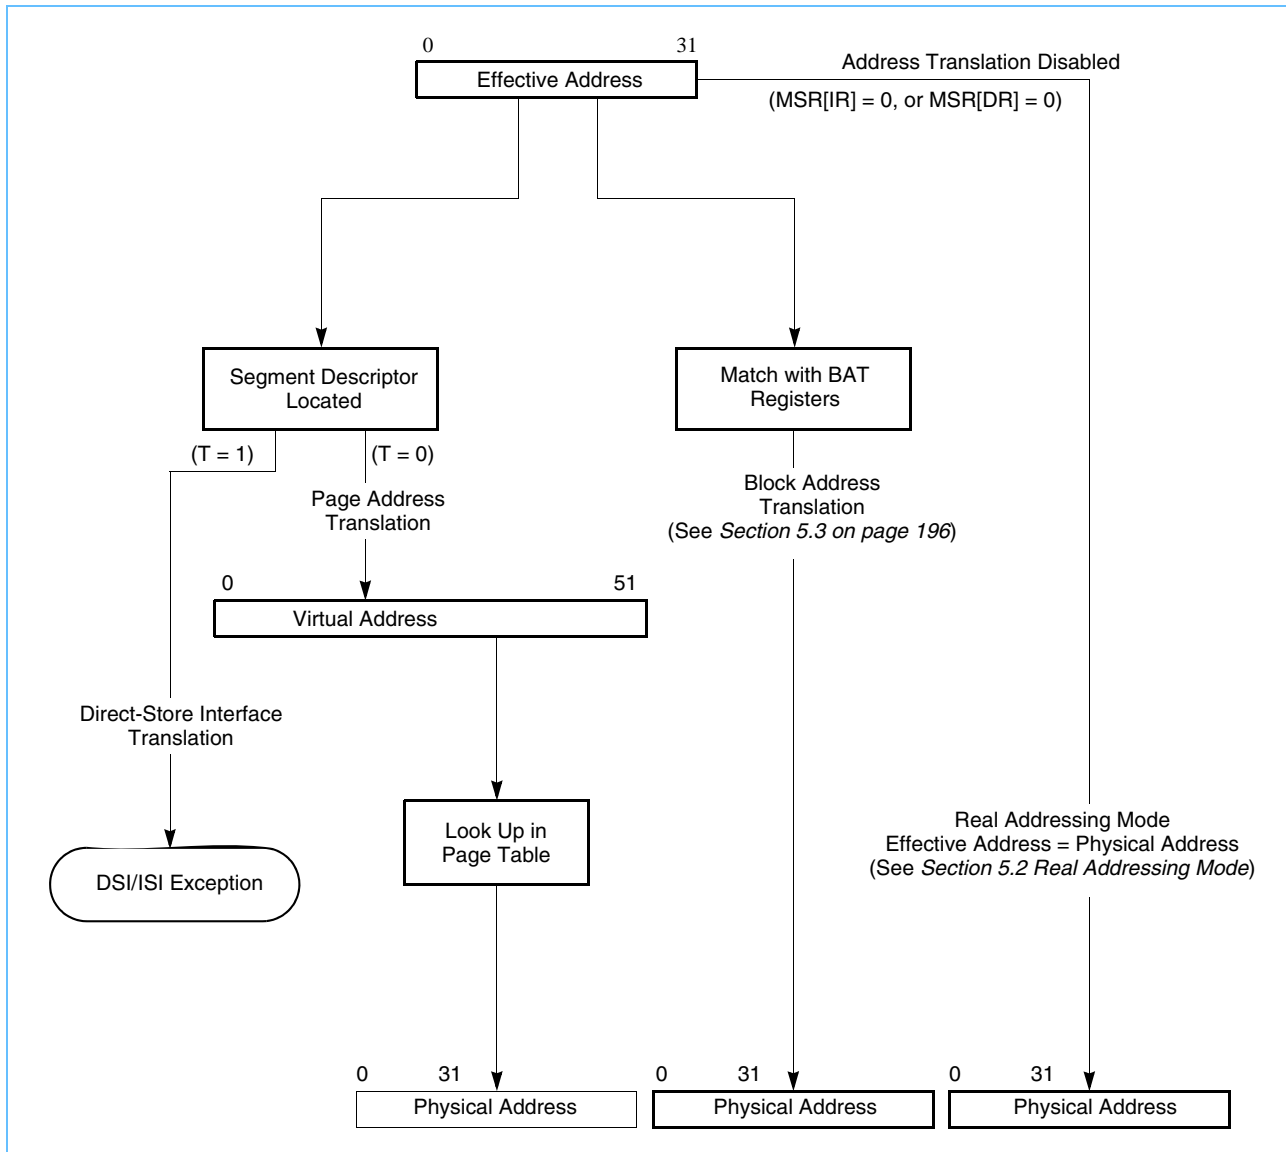 0 31
Effective Address
Address Translation Disabled
(MSR[IR] = 0, or MSR[DR] = 0)
Segment Descriptor
Located
Match with BAT
Registers
(T = 1)
(T = 0)
Page Address
Translation
Block Address
Translation
(See Section 5.3 on page 196)
0 51
Virtual Address
Direct-Store Interface
Translation
Look Up in
Page Table
Real Addressing Mode
Effective Address = Physical Address
(See Section 5.2 Real Addressing Mode)
DSI/ISI Exception
0 31
Physical Address
0 31
Physical Address
0 31
Physical Address